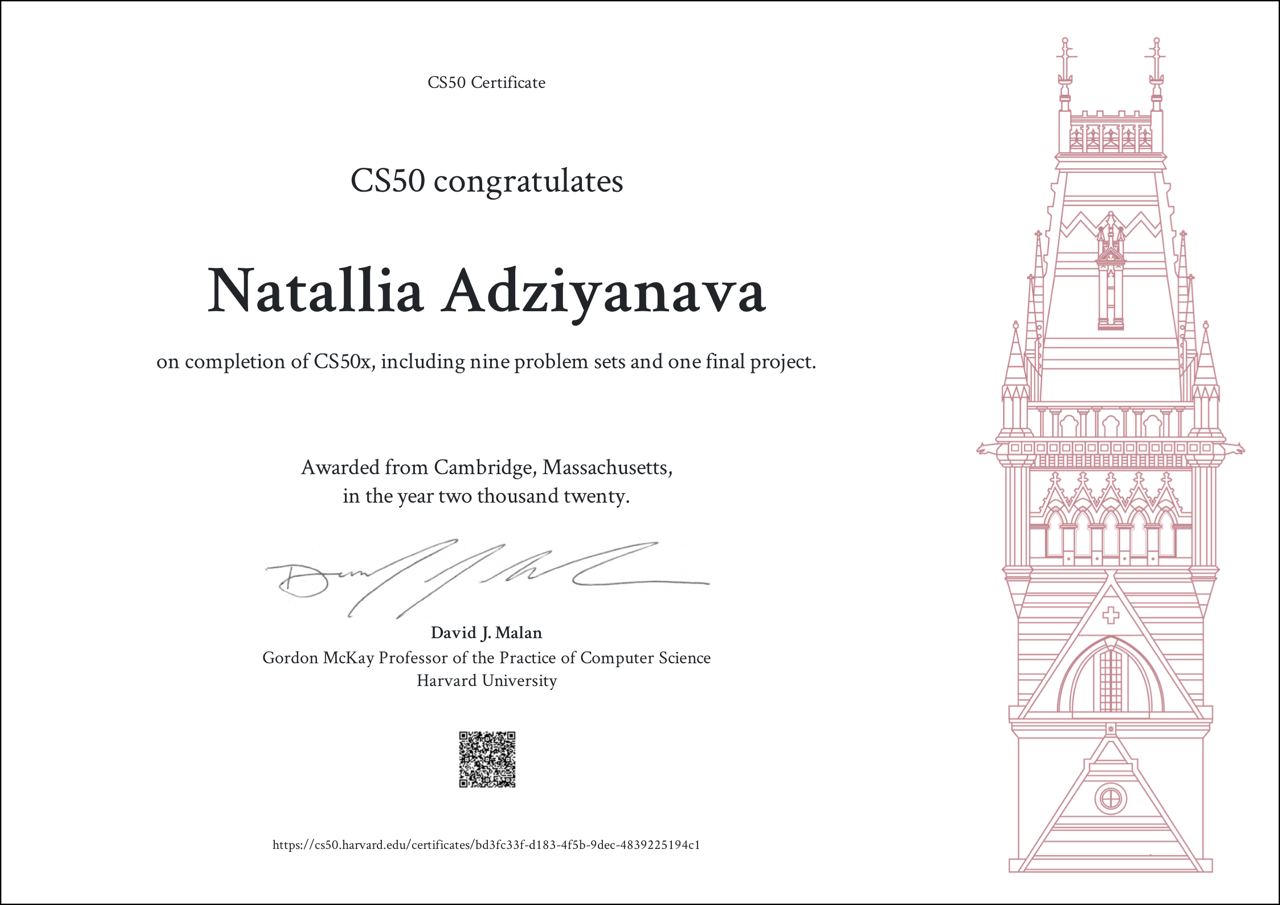 CS50 Certificate
CS50 congratulates
Natallia Adziyanava
on completion of CS50x, including nine problem sets and one final project.
Awarded from Cambridge, Massachusetts,
in the year two thousand twenty.
David J. Malan
Gordon McKay Professor of the Practice of Computer Science
Harvard University
https://cs50.harvard.edu/certificates/bd3fc33f-d183-4f5b-9dec-4839225194c1